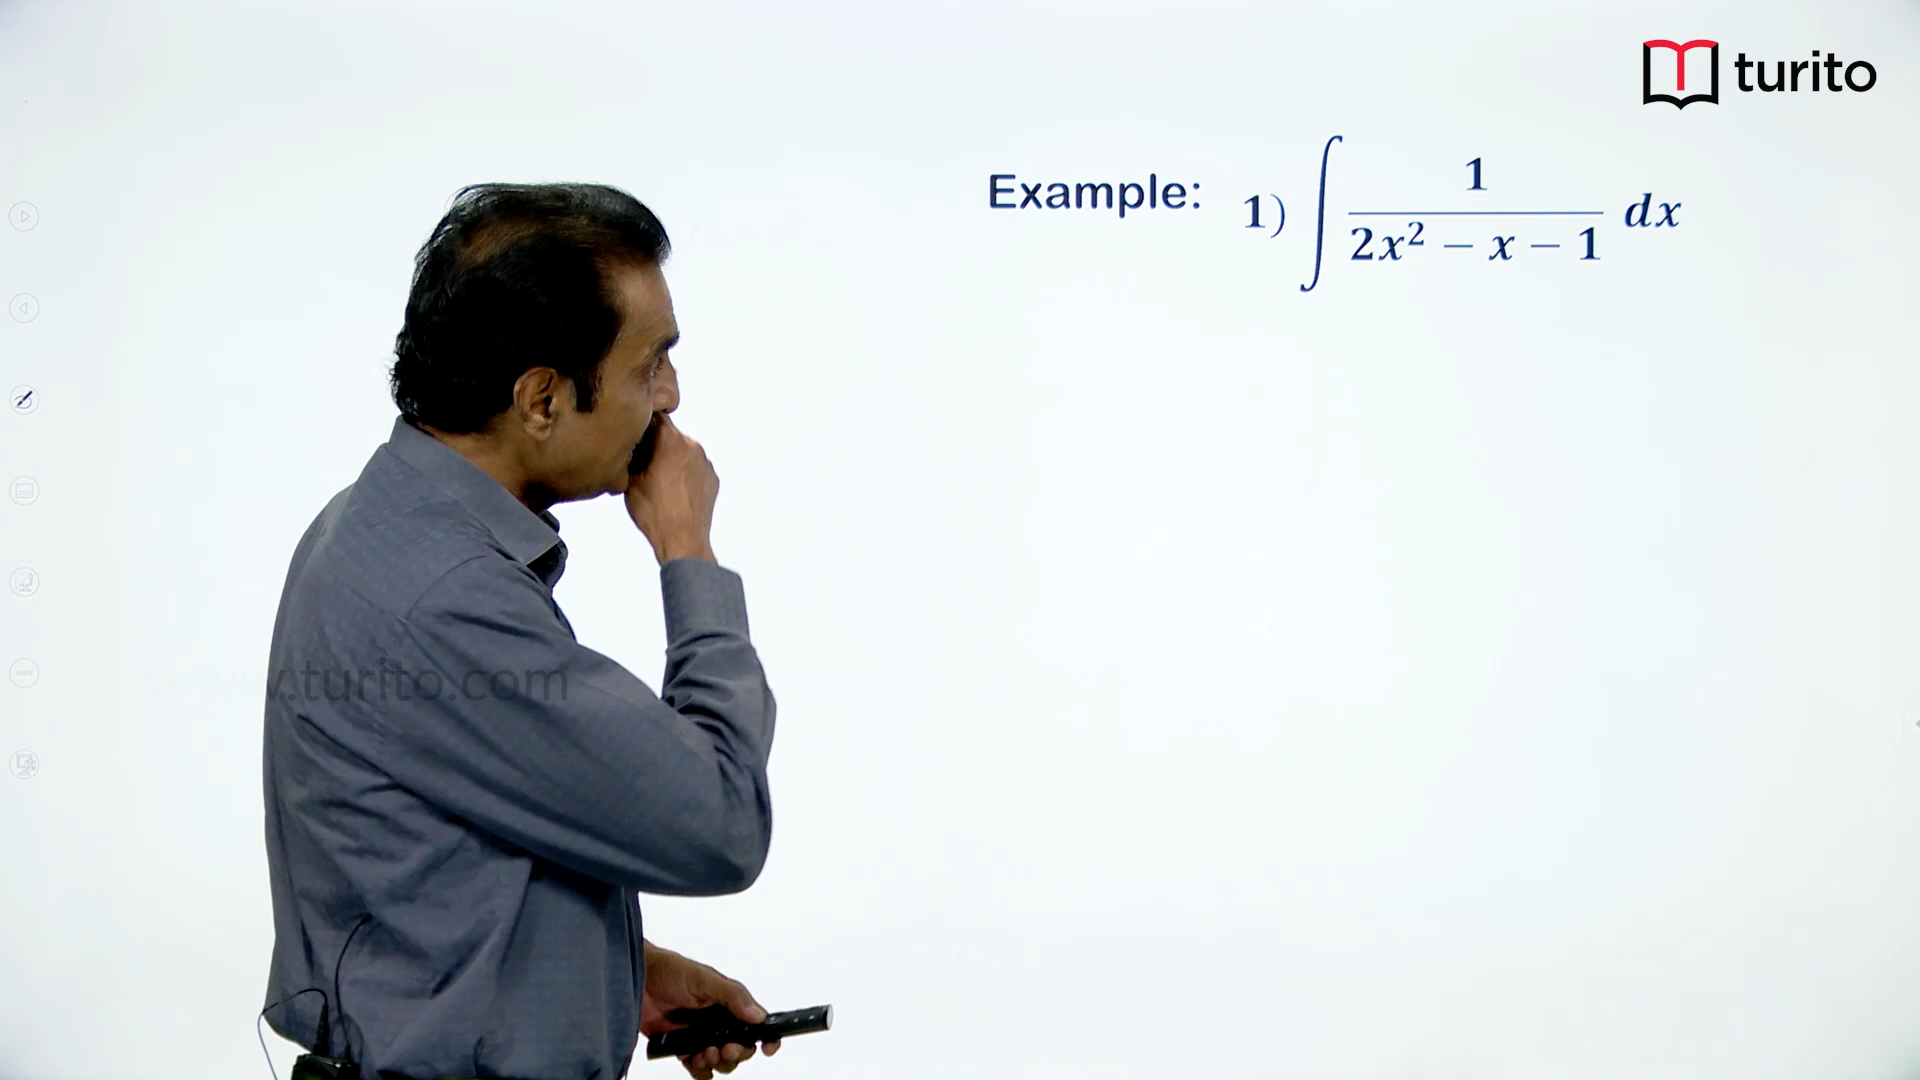 turito
Example: 1) ∫ 1 / (2x² − x − 1) dx
www.turito.com